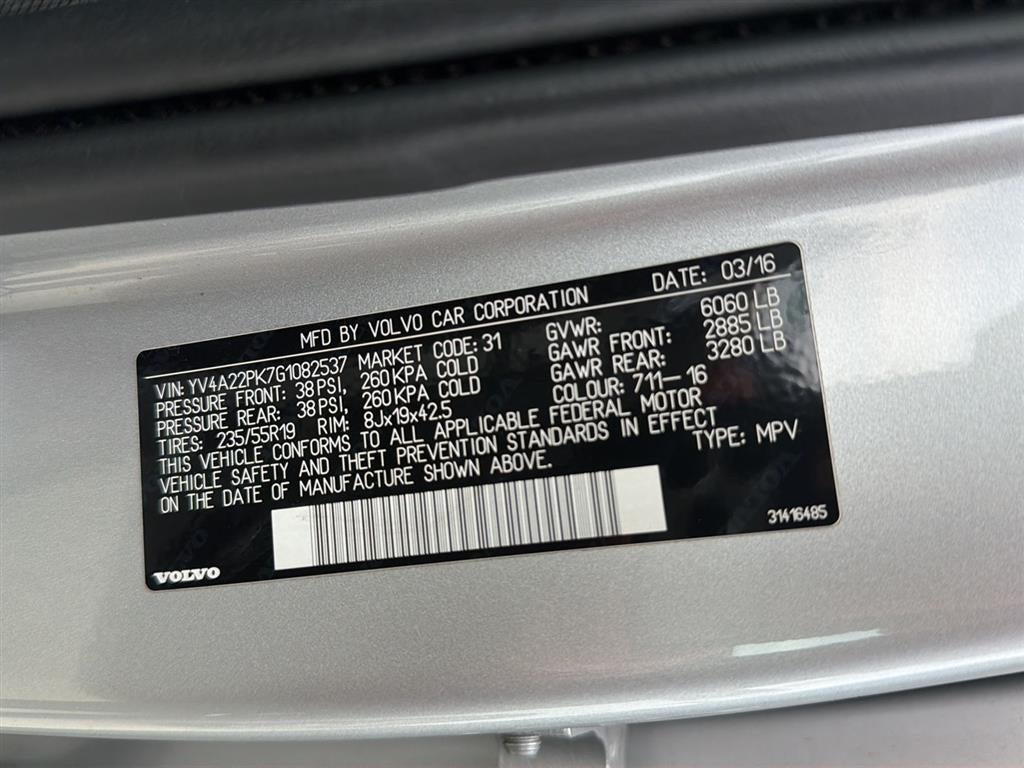 MFD BY VOLVO CAR CORPORATION DATE: 03/16
VIN: YV4A22PK7G1082537 MARKET CODE: 31 GVWR: 6060 LB
PRESSURE FRONT: 38 PSI, 260 KPA COLD GAWR FRONT: 2885 LB
PRESSURE REAR: 38 PSI, 260 KPA COLD GAWR REAR: 3280 LB
TIRES: 235/55R19 RIM: 8Jx19x42.5 COLOUR: 711-16
THIS VEHICLE CONFORMS TO ALL APPLICABLE FEDERAL MOTOR
VEHICLE SAFETY AND THEFT PREVENTION STANDARDS IN EFFECT
ON THE DATE OF MANUFACTURE SHOWN ABOVE. TYPE: MPV
31416485
VOLVO